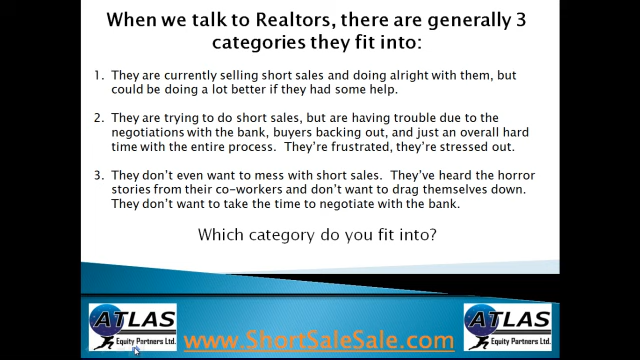 When we talk to Realtors, there are generally 3
categories they fit into:
1. They are currently selling short sales and doing alright with them, but
could be doing a lot better if they had some help.
2. They are trying to do short sales, but are having trouble due to the
negotiations with the bank, buyers backing out, and just an overall hard
time with the entire process. They're frustrated, they're stressed out.
3. They don't even want to mess with short sales. They've heard the horror
stories from their co-workers and don't want to drag themselves down.
They don't want to take the time to negotiate with the bank.
Which category do you fit into?
ATLAS
Equity Partners Ltd.
www.ShortSaleSale.com
ATLAS
Equity Partners Ltd.